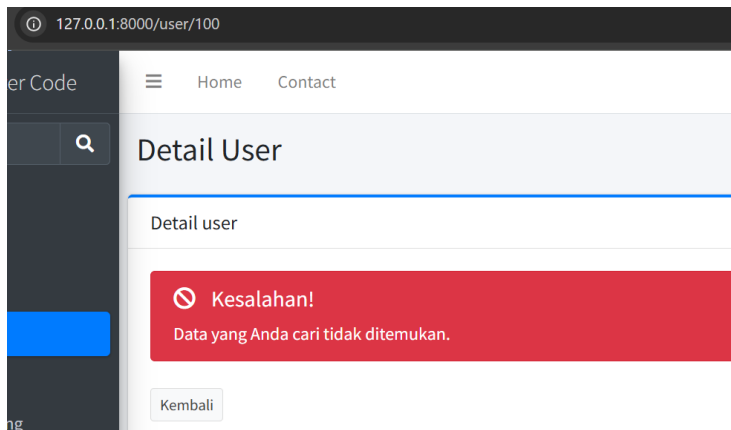 127.0.0.1:8000/user/100
er Code
Home Contact
Detail User
Detail user
Kesalahan!
Data yang Anda cari tidak ditemukan.
Kembali
ng